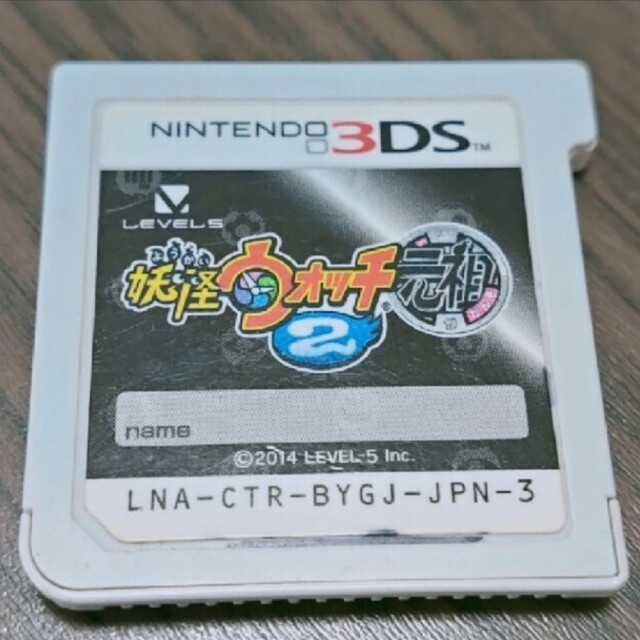 NINTENDO 3DS™
LEVEL5
ようかい
妖怪ウォッチ 元祖
2
name
©2014 LEVEL-5 Inc.
LNA-CTR-BYGJ-JPN-3